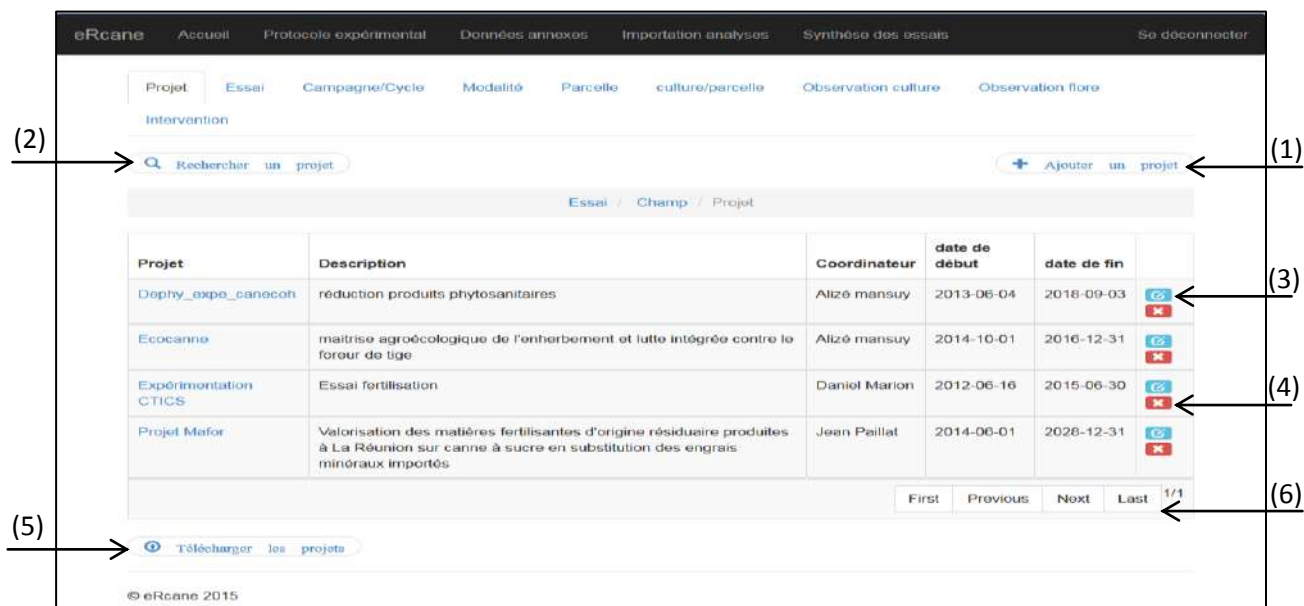 eRcane Accueil Protocole expérimental Données annexes Importation analyses Synthèse des essais Se déconnecter
Projet Essai Campagne/Cycle Modalité Parcelle culture/parcelle Observation culture Observation flore
Intervention
(2)
(1)
Rechercher un projet
Ajouter un projet
Essai / Champ / Projet
Projet Description Coordinateur date de début date de fin
(3)
Dephy_expo_canecoh réduction produits phytosanitaires Alizé mansuy 2013-06-04 2018-09-03
Ecocanne maitrise agroécologique de l'enherbement et lutte intégrée contre le
foreur de tige Alizé mansuy 2014-10-01 2016-12-31
Expérimentation
CTICS Essai fertilisation Daniel Marion 2012-06-16 2015-06-30
(4)
Projet Mafor Valorisation des matières fertilisantes d'origine résiduaire produites
à La Réunion sur canne à sucre en substitution des engrais
minéraux importés Jean Paillat 2014-06-01 2028-12-31
First Previous Next Last 1/1
(6)
(5)
Télécharger les projets
© eRcane 2015